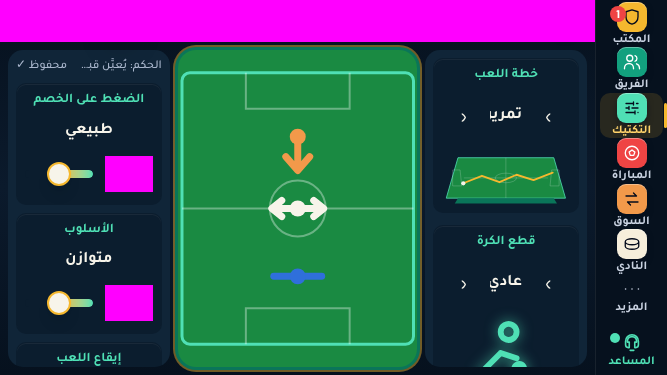 1
المكتب
الفريق
التكتيك
المباراة
السوق
النادي
...
المزيد
المساعد
خطة اللعب
‹ تمرير ›
قطع الكرة
‹ عادي ›
الحكم: يُعيَّن قبـ...
محفوظ ✓
الضغط على الخصم
طبيعي
الأسلوب
متوازن
إيقاع اللعب